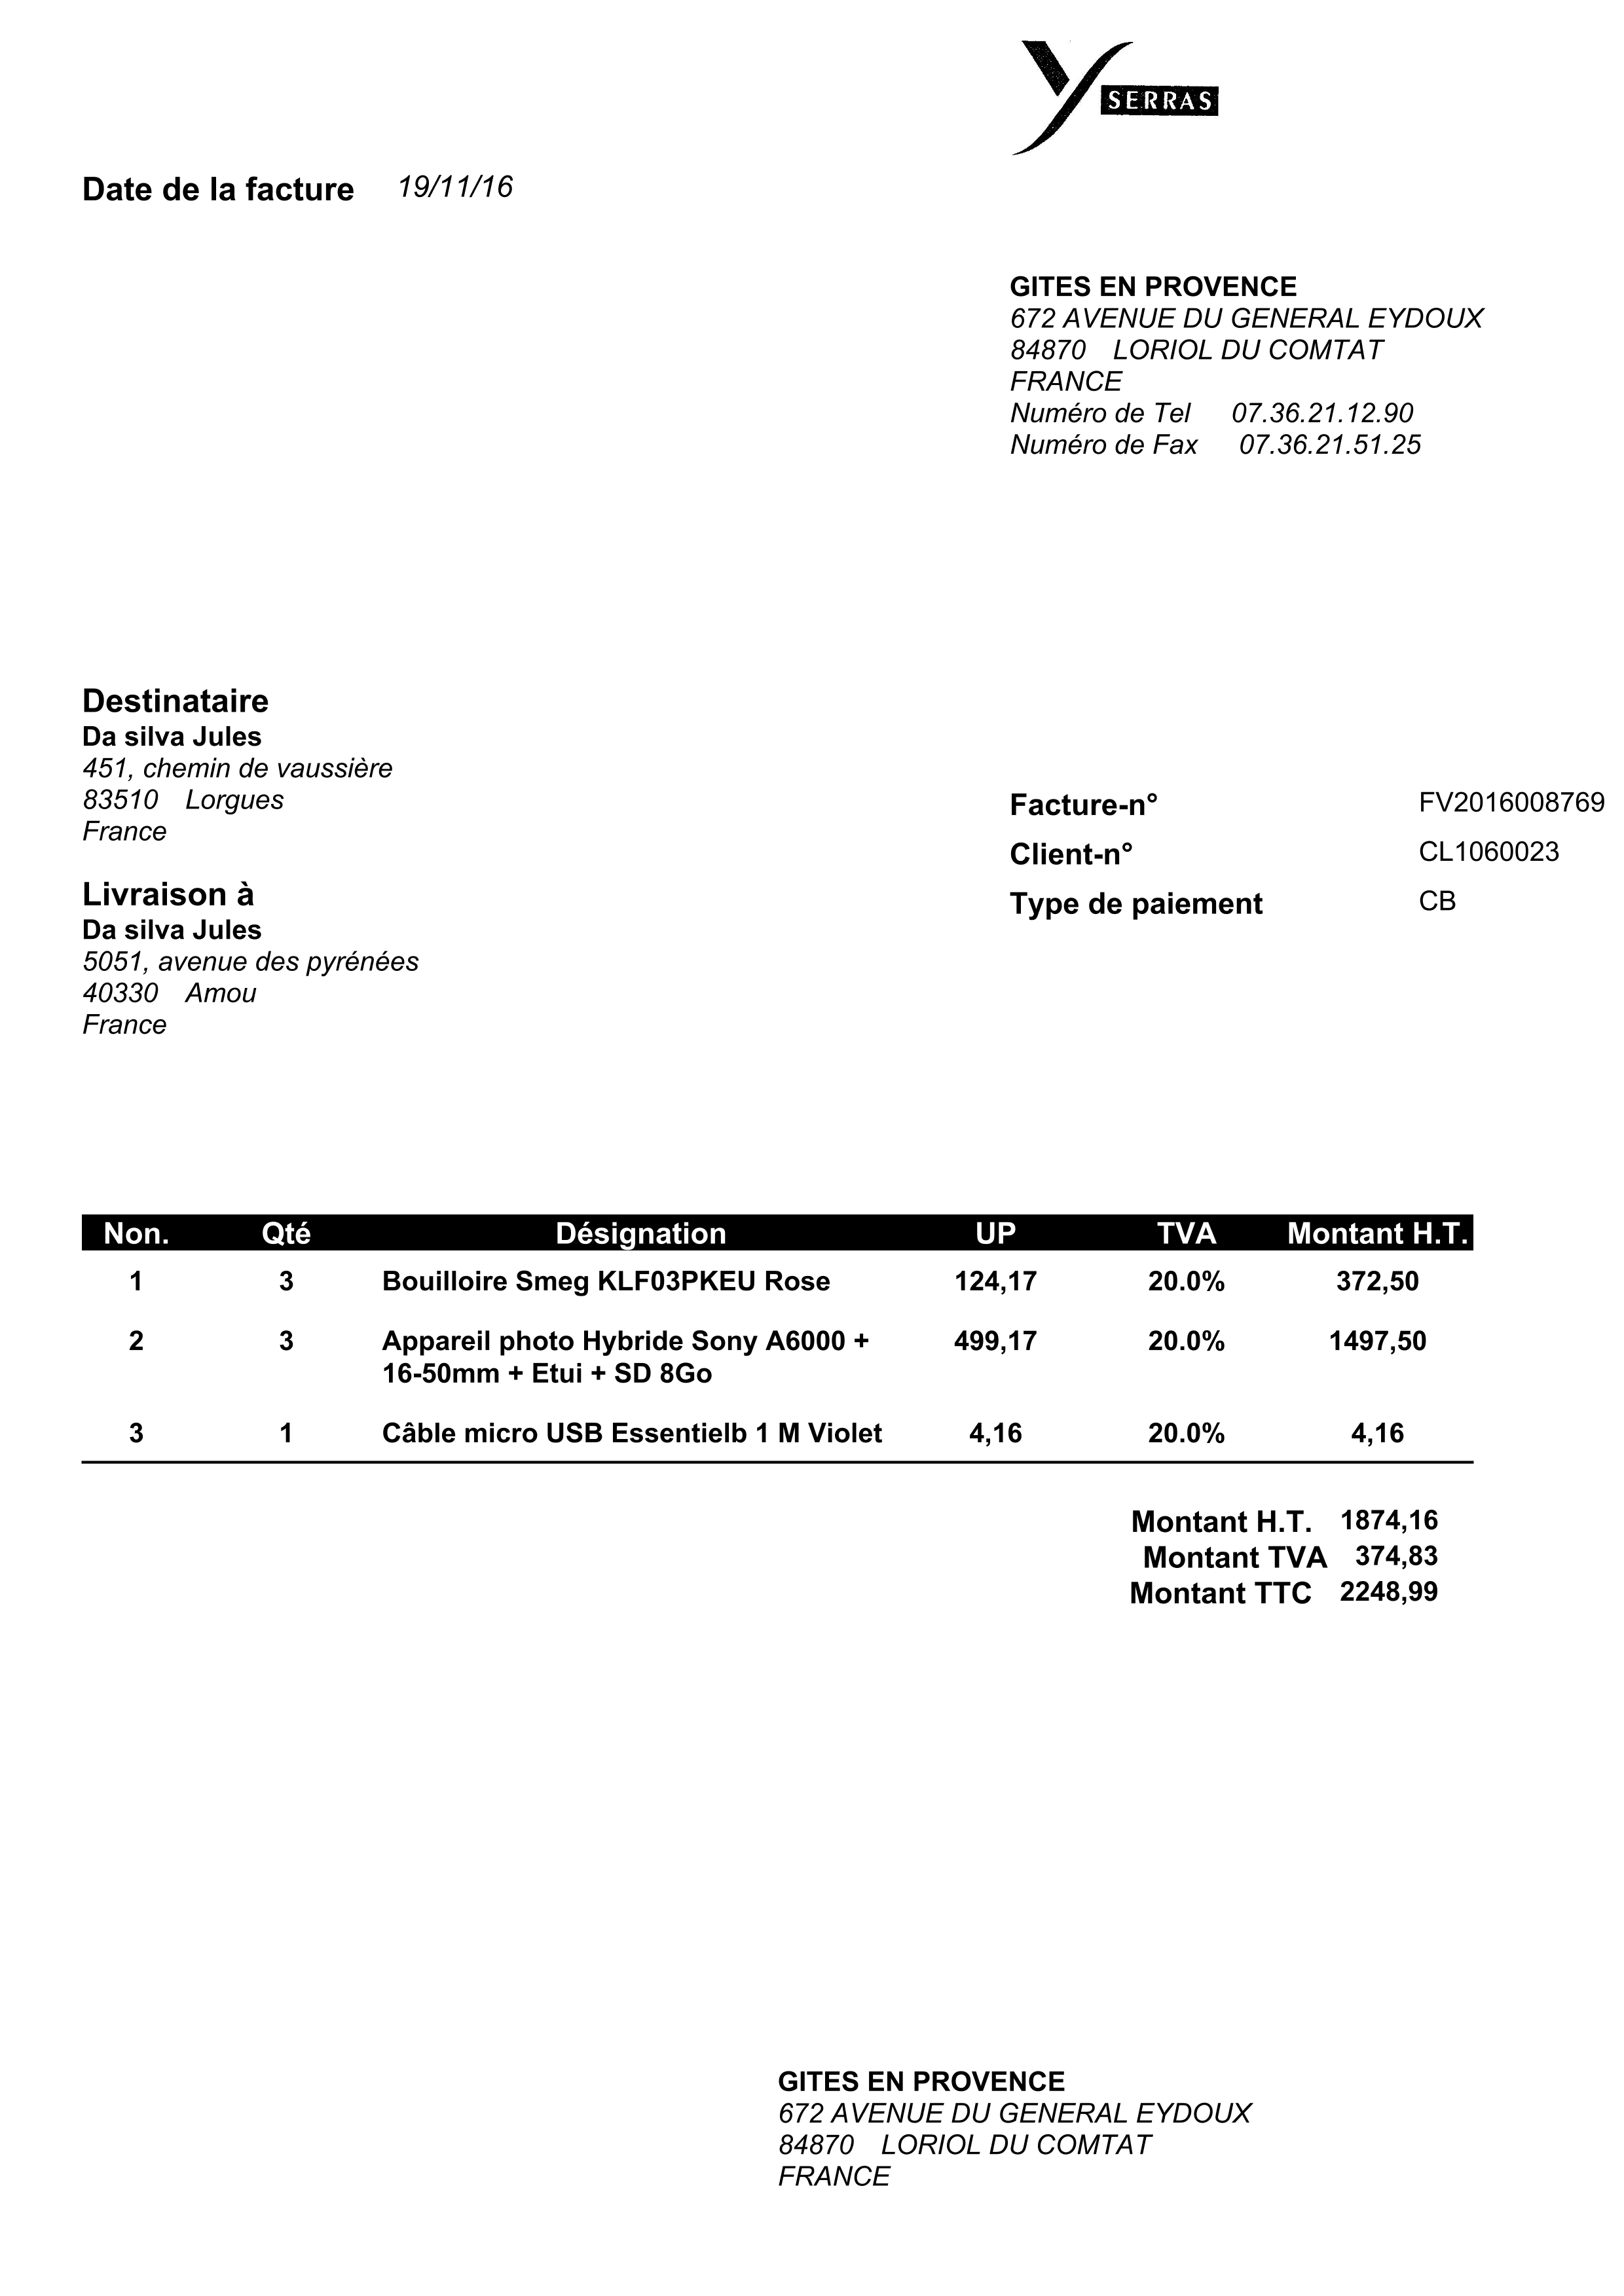 Y SERRAS
Date de la facture 19/11/16
GITES EN PROVENCE
672 AVENUE DU GENERAL EYDOUX
84870 LORIOL DU COMTAT
FRANCE
Numéro de Tel 07.36.21.12.90
Numéro de Fax 07.36.21.51.25
Destinataire
Da silva Jules
451, chemin de vaussière
83510 Lorgues
France
Facture-n° FV2016008769
Client-n° CL1060023
Type de paiement CB
Livraison à
Da silva Jules
5051, avenue des pyrénées
40330 Amou
France
Non. Qté Désignation UP TVA Montant H.T.
1 3 Bouilloire Smeg KLF03PKEU Rose 124,17 20.0% 372,50
2 3 Appareil photo Hybride Sony A6000 + 499,17 20.0% 1497,50
16-50mm + Etui + SD 8Go
3 1 Câble micro USB Essentielb 1 M Violet 4,16 20.0% 4,16
Montant H.T. 1874,16
Montant TVA 374,83
Montant TTC 2248,99
GITES EN PROVENCE
672 AVENUE DU GENERAL EYDOUX
84870 LORIOL DU COMTAT
FRANCE